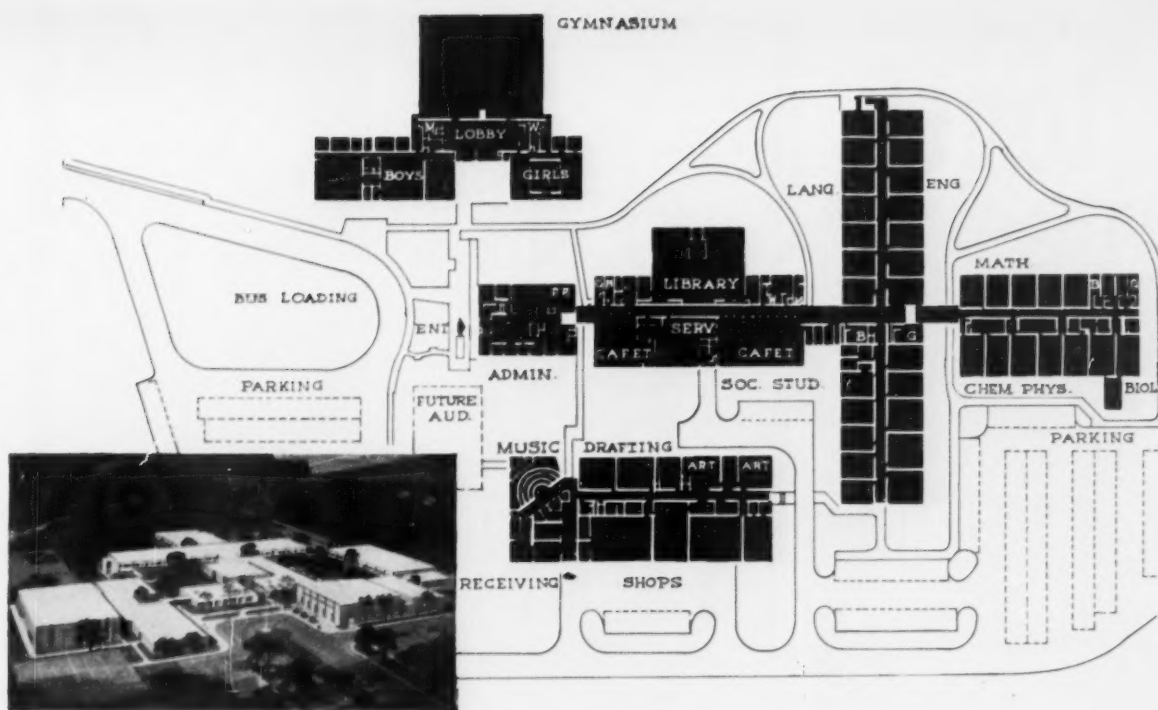 GYMNASIUM
M
LOBBY
W
BOYS
GIRLS
LANG.
ENG.
LIBRARY
MATH
BUS LOADING
ENT.
SERV.
CAFET
CAFET
B
G
ADMIN.
SOC. STUD.
CHEM. PHYS.
BIOL
PARKING
FUTURE
AUD.
MUSIC
DRAFTING
ART
ART
PARKING
RECEIVING
SHOPS